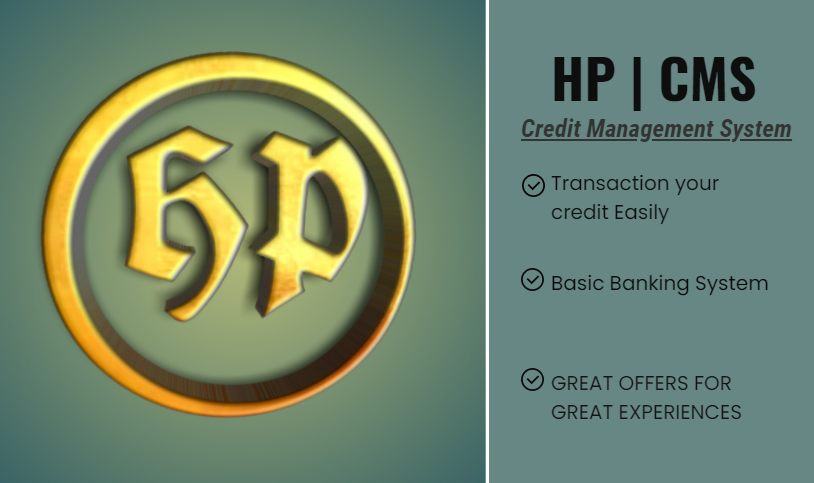 hp
HP | CMS
Credit Management System
Transaction your
credit Easily
Basic Banking System
GREAT OFFERS FOR
GREAT EXPERIENCES